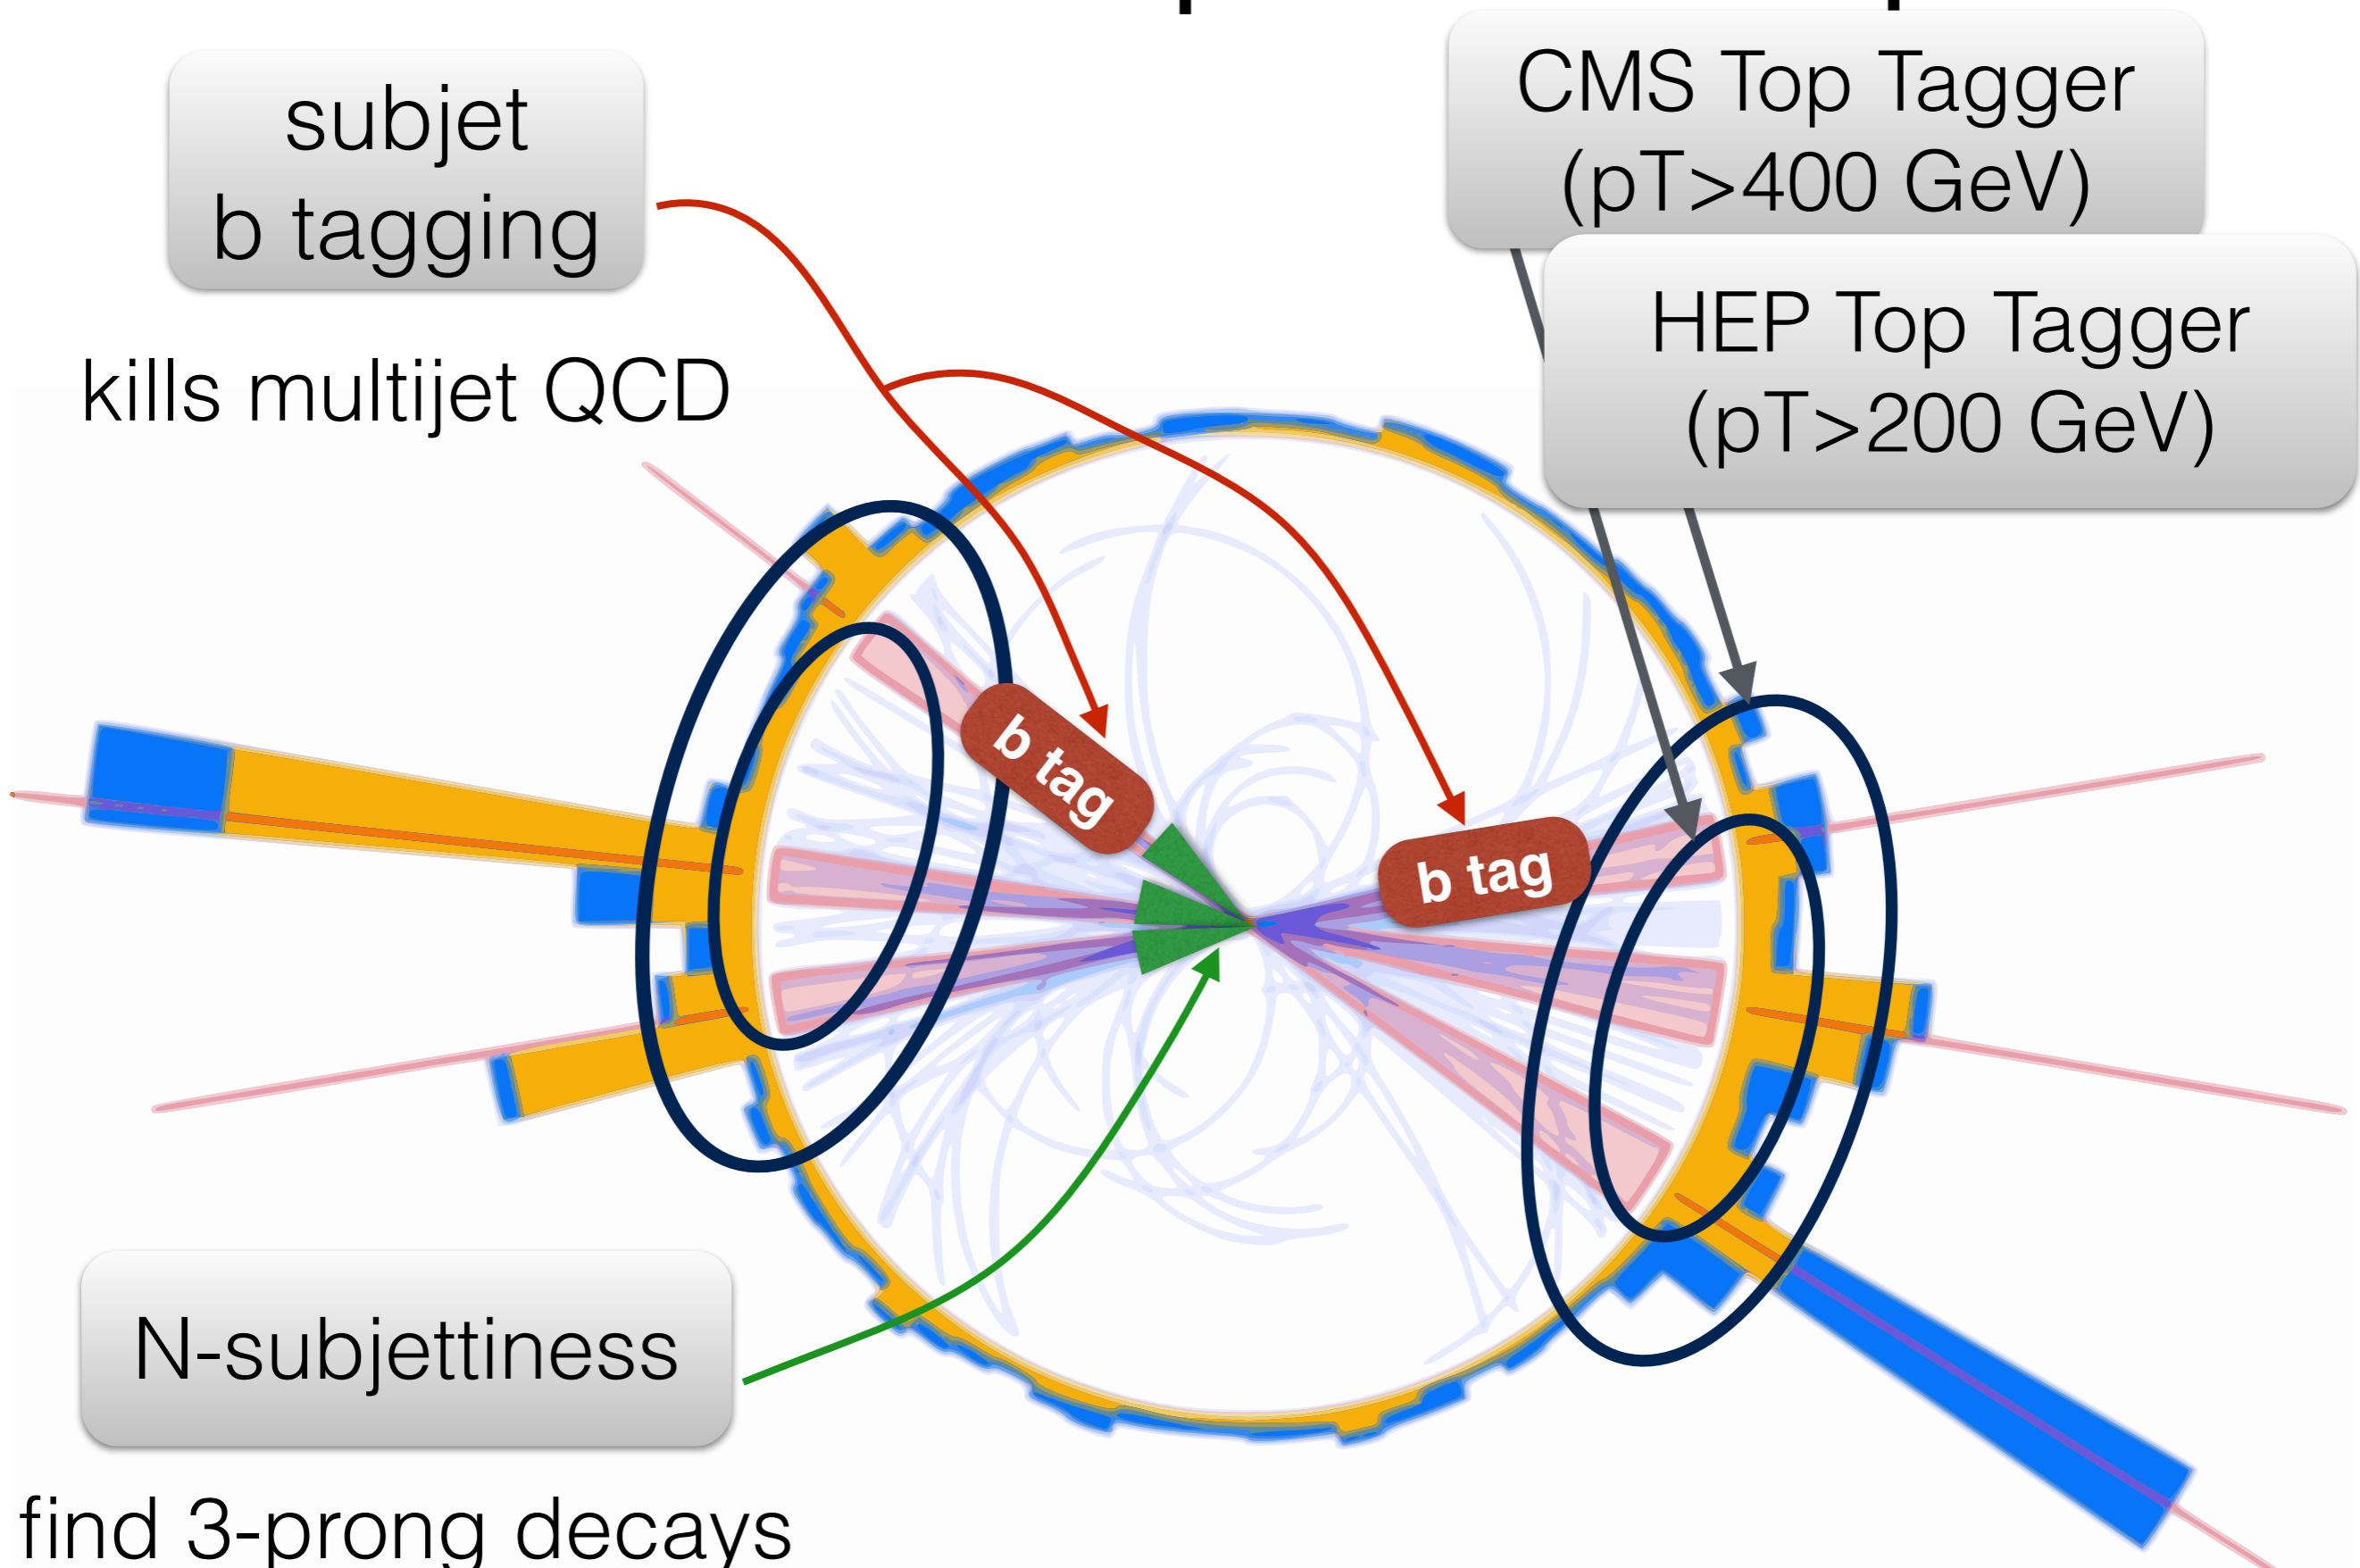 subjet
b tagging
kills multijet QCD
CMS Top Tagger
(pT>400 GeV)
HEP Top Tagger
(pT>200 GeV)
b tag
b tag
N-subjettiness
find 3-prong decays